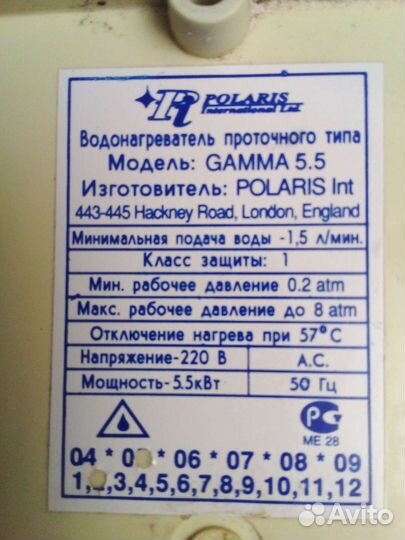 POLARIS
International Ltd.
Водонагреватель проточного типа
Модель: GAMMA 5.5
Изготовитель: POLARIS Int
443-445 Hackney Road, London, England
Минимальная подача воды -1,5 л/мин.
Класс защиты: 1
Мин. рабочее давление 0.2 atm
Макс. рабочее давление до 8 atm
Отключение нагрева при 57°C
Напряжение-220 В A.C.
Мощность-5.5кВт 50 Гц
РС
ME 28
04 * 0 * 06 * 07 * 08 * 09
1, 2,3,4,5,6,7,8,9,10,11,12
Avito